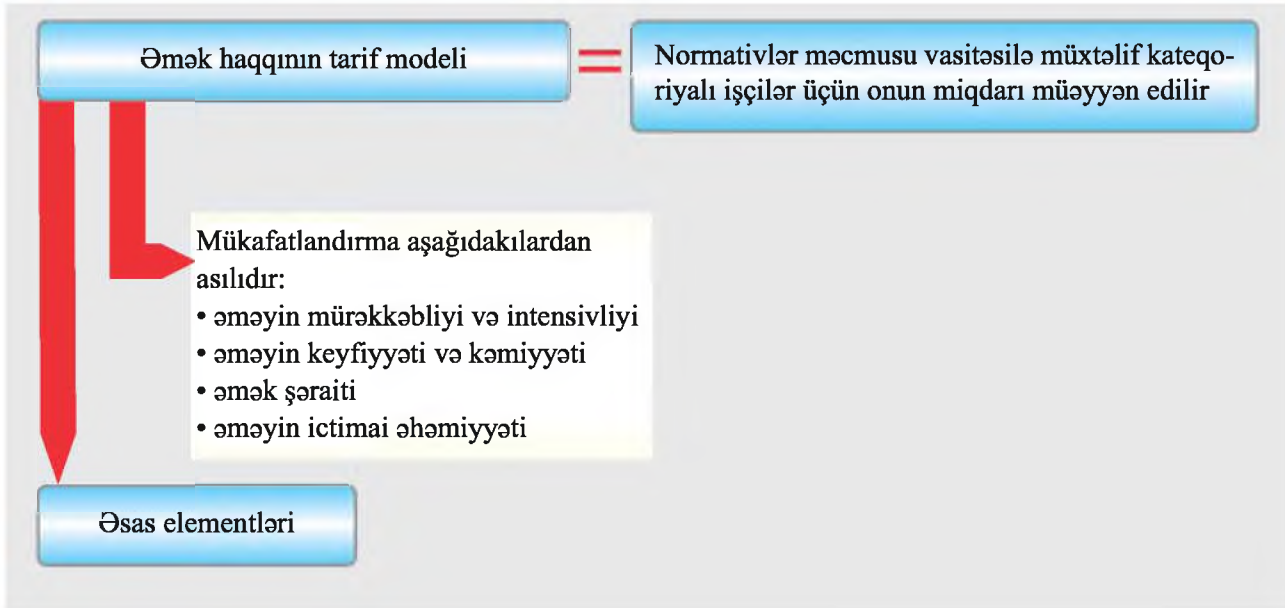 Əmək haqqının tarif modeli
=
Normativlər məcmusu vasitəsilə müxtəlif kateqo-
riyalı işçilər üçün onun miqdarı müəyyən edilir
Mükafatlandırma aşağıdakılardan
asılıdır:
• əməyin mürəkkəbliyi və intensivliyi
• əməyin keyfiyyəti və kəmiyyəti
• əmək şəraiti
• əməyin ictimai əhəmiyyəti
Əsas elementləri